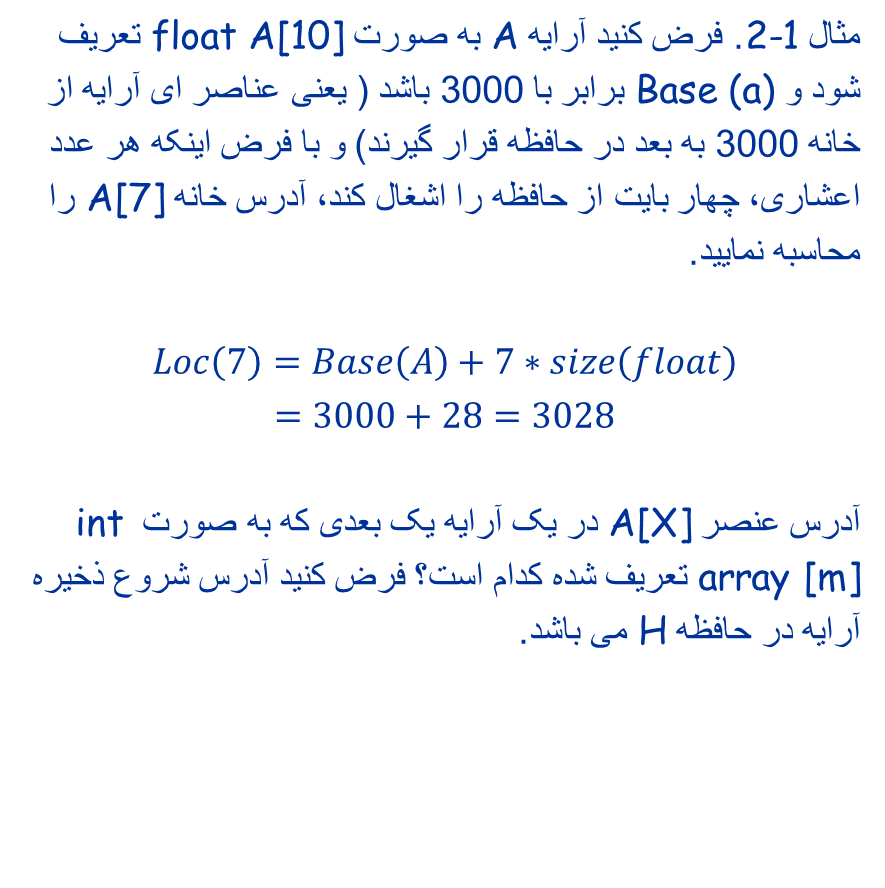 مثال 1-2. فرض کنید آرایه A به صورت float A[10] تعریف
شود و Base (a) برابر با 3000 باشد ( یعنی عناصر ای آرایه از
خانه 3000 به بعد در حافظه قرار گیرند) و با فرض اینکه هر عدد
اعشاری، چهار بایت از حافظه را اشغال کند، آدرس خانه A[7] را
محاسبه نمایید.
Loc(7) = Base(A) + 7 * size(float)
= 3000 + 28 = 3028
آدرس عنصر A[X] در یک آرایه یک بعدی که به صورت int
array [m] تعریف شده کدام است؟ فرض کنید آدرس شروع ذخیره
آرایه در حافظه H می باشد.